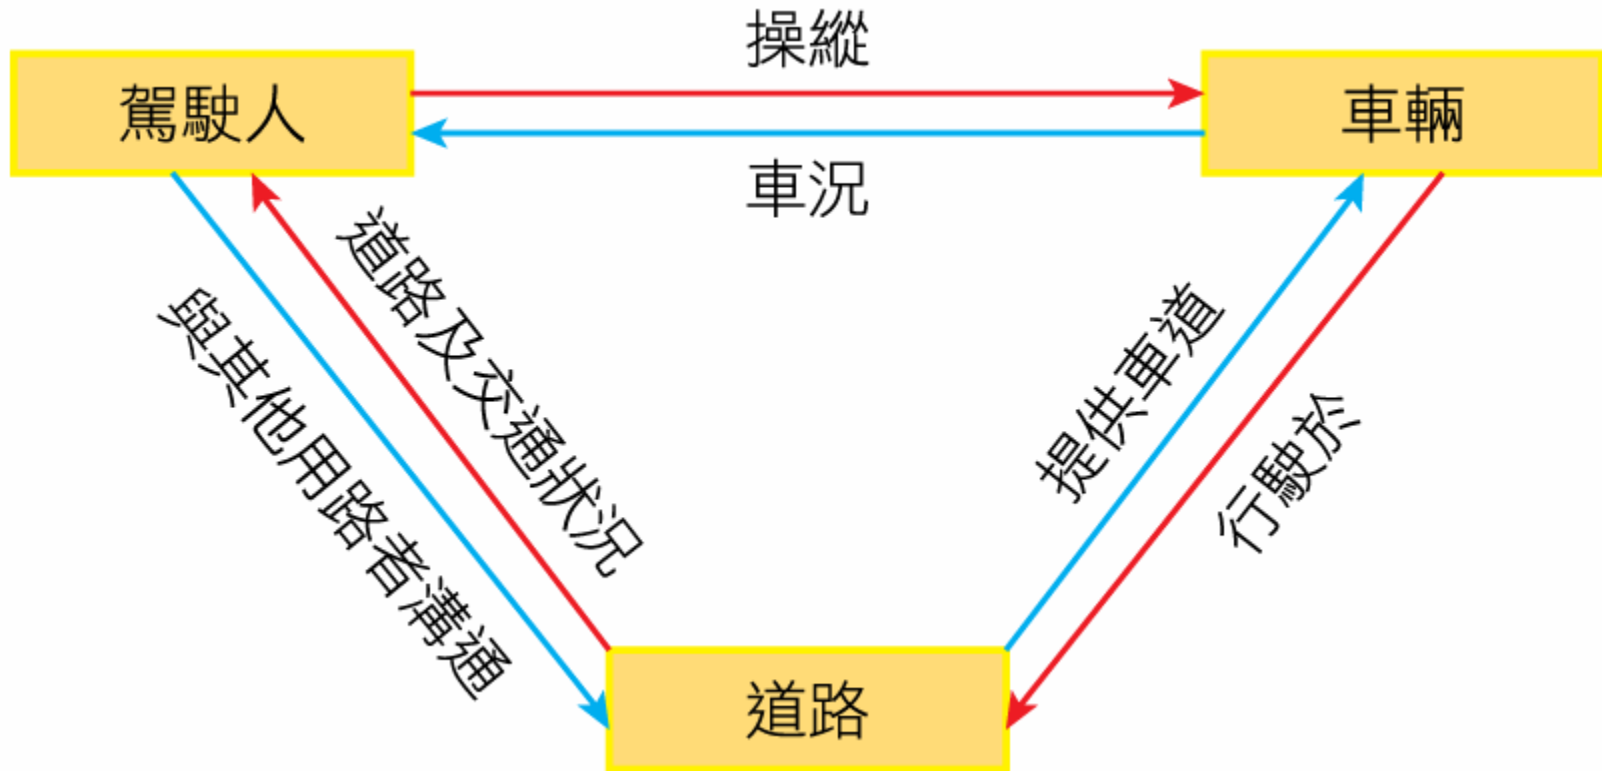 操縱
駕駛人
車輛
車況
道路及交通狀況
與其他用路者溝通
提供車道
行駛於
道路